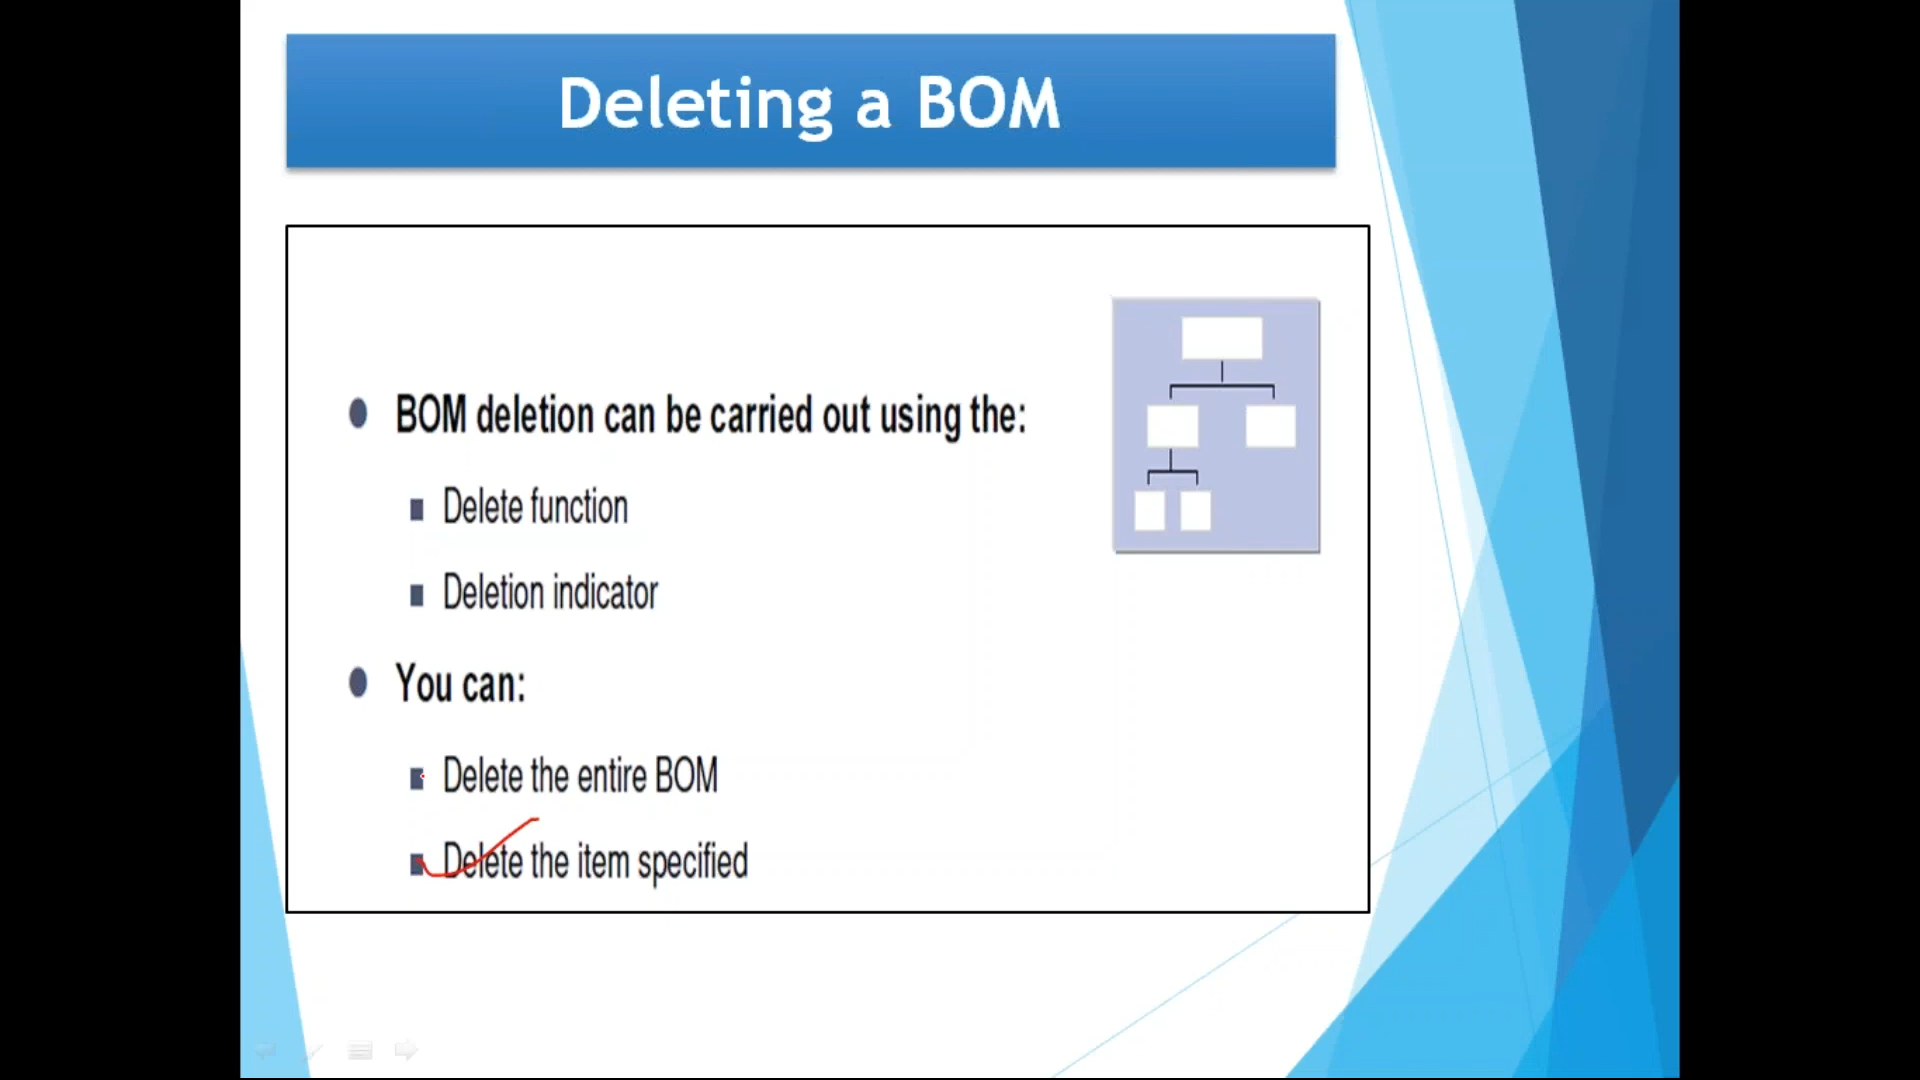 Deleting a BOM
BOM deletion can be carried out using the:
Delete function
Deletion indicator
You can:
Delete the entire BOM
Delete the item specified